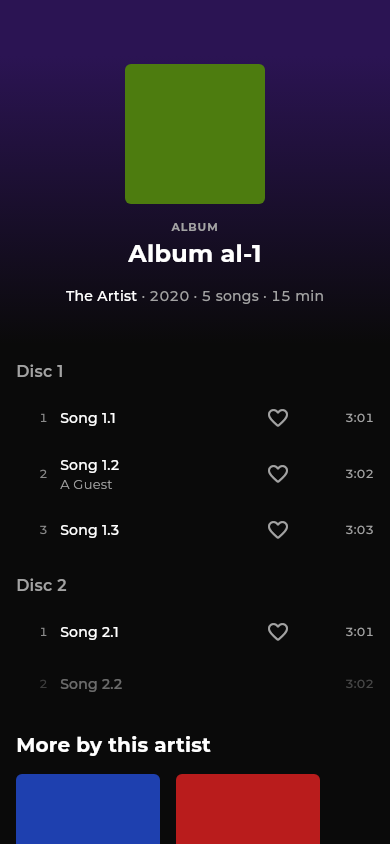 ALBUM
Album al-1
The Artist · 2020 · 5 songs · 15 min
Disc 1
1 Song 1.1 3:01
2 Song 1.2 3:02
A Guest
3 Song 1.3 3:03
Disc 2
1 Song 2.1 3:01
2 Song 2.2 3:02
More by this artist